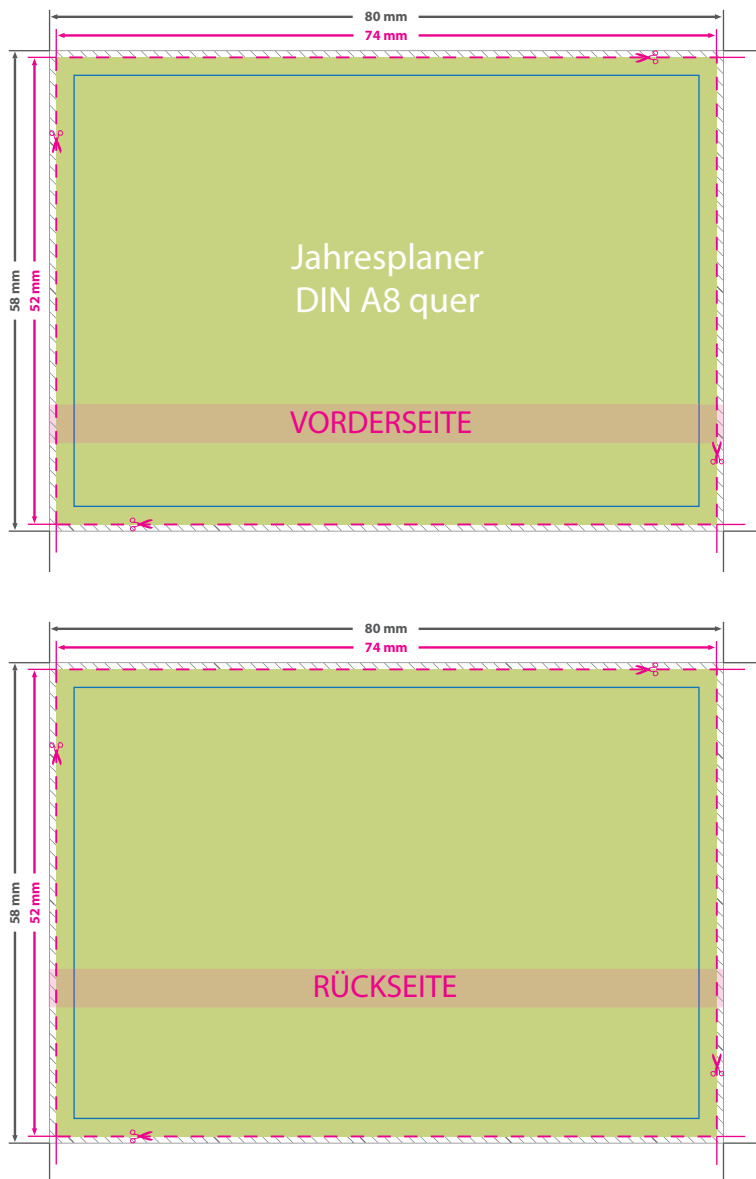 80 mm
74 mm
58 mm
52 mm
Jahresplaner
DIN A8 quer
VORDERSEITE
80 mm
74 mm
58 mm
52 mm
RÜCKSEITE